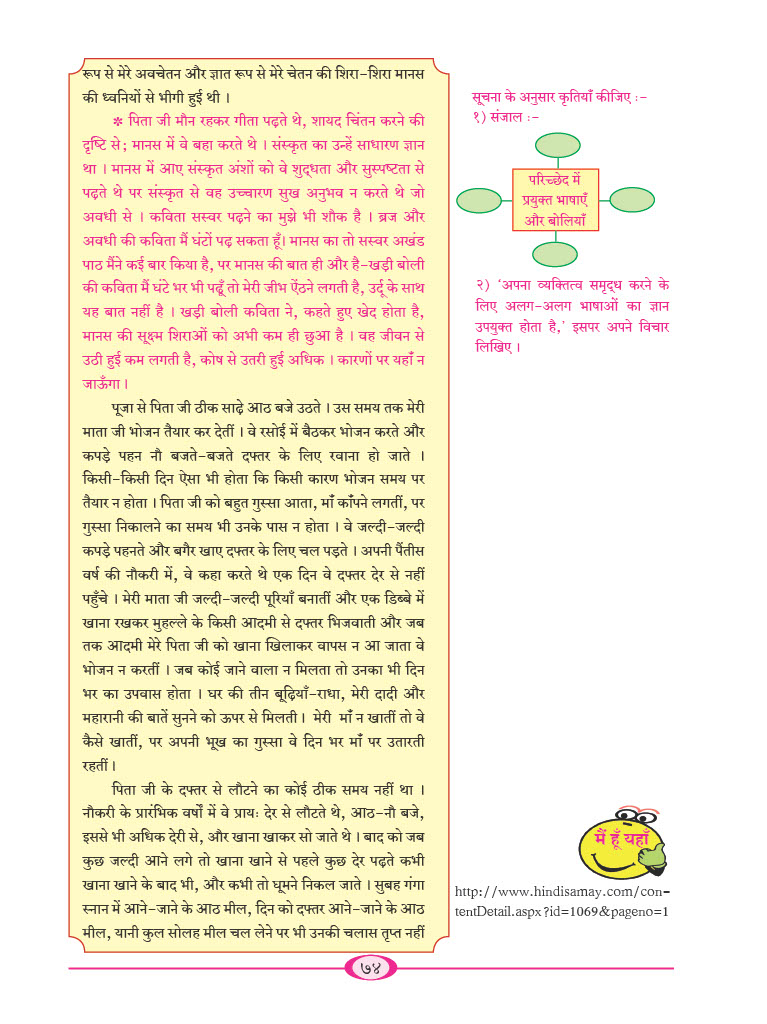 रूप से मेरे अवचेतन और ज्ञात रूप से मेरे चेतन की शिरा-शिरा मानस
की ध्वनियों से भीगी हुई थी ।
* पिता जी मौन रहकर गीता पढ़ते थे, शायद चिंतन करने की
दृष्टि से; मानस में वे बहा करते थे । संस्कृत का उन्हें साधारण ज्ञान
था । मानस में आए संस्कृत अंशों को वे शुद्धता और सुस्पष्टता से
पढ़ते थे पर संस्कृत से वह उच्चारण सुख अनुभव न करते थे जो
अवधी से । कविता सस्वर पढ़ने का मुझे भी शौक है । ब्रज और
अवधी की कविता मैं घंटों पढ़ सकता हूँ। मानस का तो सस्वर अखंड
पाठ मैंने कई बार किया है, पर मानस की बात ही और है-खड़ी बोली
की कविता मैं घंटे भर भी पढूँ तो मेरी जीभ ऐंठने लगती है, उर्दू के साथ
यह बात नहीं है । खड़ी बोली कविता ने, कहते हुए खेद होता है,
मानस की सूक्ष्म शिराओं को अभी कम ही छुआ है । वह जीवन से
उठी हुई कम लगती है, कोष से उतरी हुई अधिक । कारणों पर यहाँ न
जाऊँगा ।
पूजा से पिता जी ठीक साढ़े आठ बजे उठते । उस समय तक मेरी
माता जी भोजन तैयार कर देतीं । वे रसोई में बैठकर भोजन करते और
कपड़े पहन नौ बजते-बजते दफ्तर के लिए रवाना हो जाते ।
किसी-किसी दिन ऐसा भी होता कि किसी कारण भोजन समय पर
तैयार न होता । पिता जी को बहुत गुस्सा आता, माँ काँपने लगतीं, पर
गुस्सा निकालने का समय भी उनके पास न होता । वे जल्दी-जल्दी
कपड़े पहनते और बगैर खाए दफ्तर के लिए चल पड़ते । अपनी पैंतीस
वर्ष की नौकरी में, वे कहा करते थे एक दिन वे दफ्तर देर से नहीं
पहुँचे । मेरी माता जी जल्दी-जल्दी पूरियाँ बनातीं और एक डिब्बे में
खाना रखकर मुहल्ले के किसी आदमी से दफ्तर भिजवाती और जब
तक आदमी मेरे पिता जी को खाना खिलाकर वापस न आ जाता वे
भोजन न करतीं । जब कोई जाने वाला न मिलता तो उनका भी दिन
भर का उपवास होता । घर की तीन बूढ़ियाँ-राधा, मेरी दादी और
महारानी की बातें सुनने को ऊपर से मिलती । मेरी माँ न खातीं तो वे
कैसे खातीं, पर अपनी भूख का गुस्सा वे दिन भर माँ पर उतारती
रहतीं ।
पिता जी के दफ्तर से लौटने का कोई ठीक समय नहीं था ।
नौकरी के प्रारंभिक वर्षों में वे प्रायः देर से लौटते थे, आठ-नौ बजे,
इससे भी अधिक देरी से, और खाना खाकर सो जाते थे । बाद को जब
कुछ जल्दी आने लगे तो खाना खाने से पहले कुछ देर पढ़ते कभी
खाना खाने के बाद भी, और कभी तो घूमने निकल जाते । सुबह गंगा
स्नान में आने-जाने के आठ मील, दिन को दफ्तर आने-जाने के आठ
मील, यानी कुल सोलह मील चल लेने पर भी उनकी चलास तृप्त नहीं
सूचना के अनुसार कृतियाँ कीजिए :-
१) संजाल :-
परिच्छेद में
प्रयुक्त भाषाएँ
और बोलियाँ
२) 'अपना व्यक्तित्व समृद्ध करने के
लिए अलग-अलग भाषाओं का ज्ञान
उपयुक्त होता है,' इसपर अपने विचार
लिखिए ।
मैं हूँ यहाँ
http://www.hindisamay.com/con-
tentDetail.aspx?id=1069&pageno=1
७४